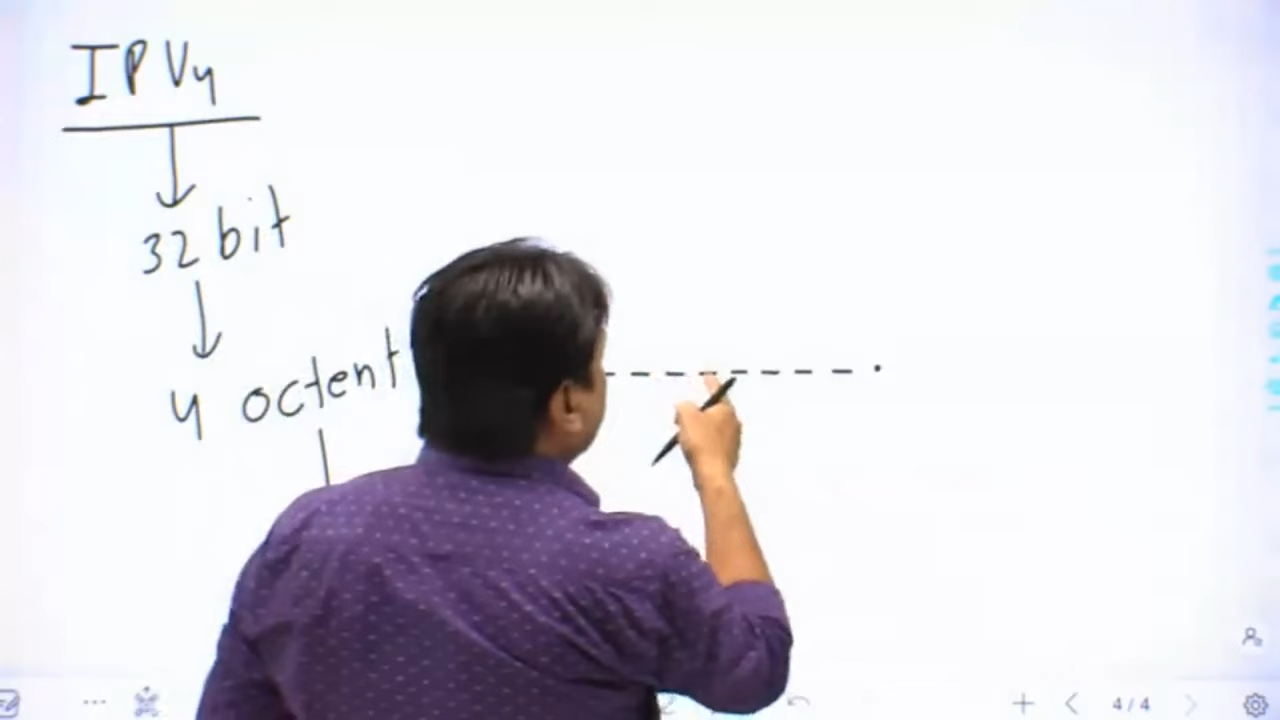 IPV4
32 bit
4 octent
- - - - - - - - .
4/4